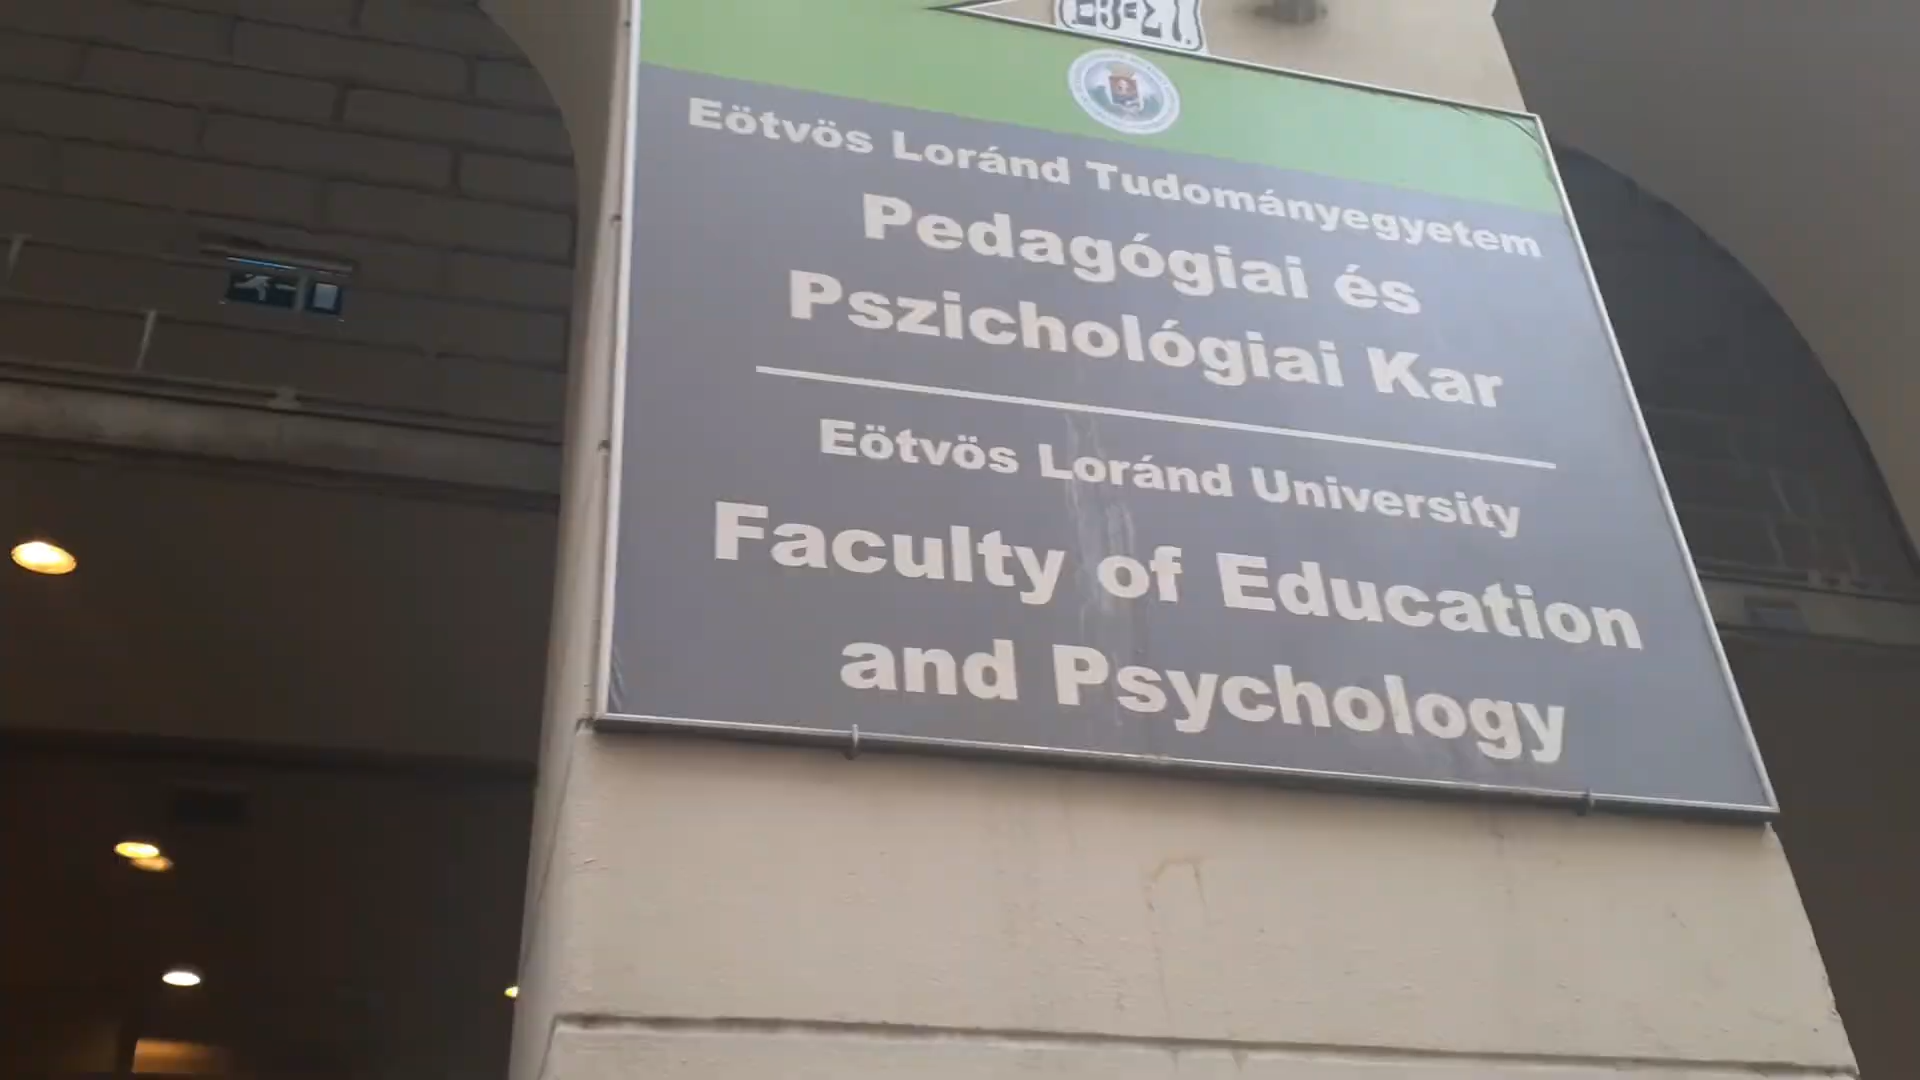 Eötvös Loránd Tudományegyetem
Pedagógiai és
Pszichológiai Kar
Eötvös Loránd University
Faculty of Education
and Psychology